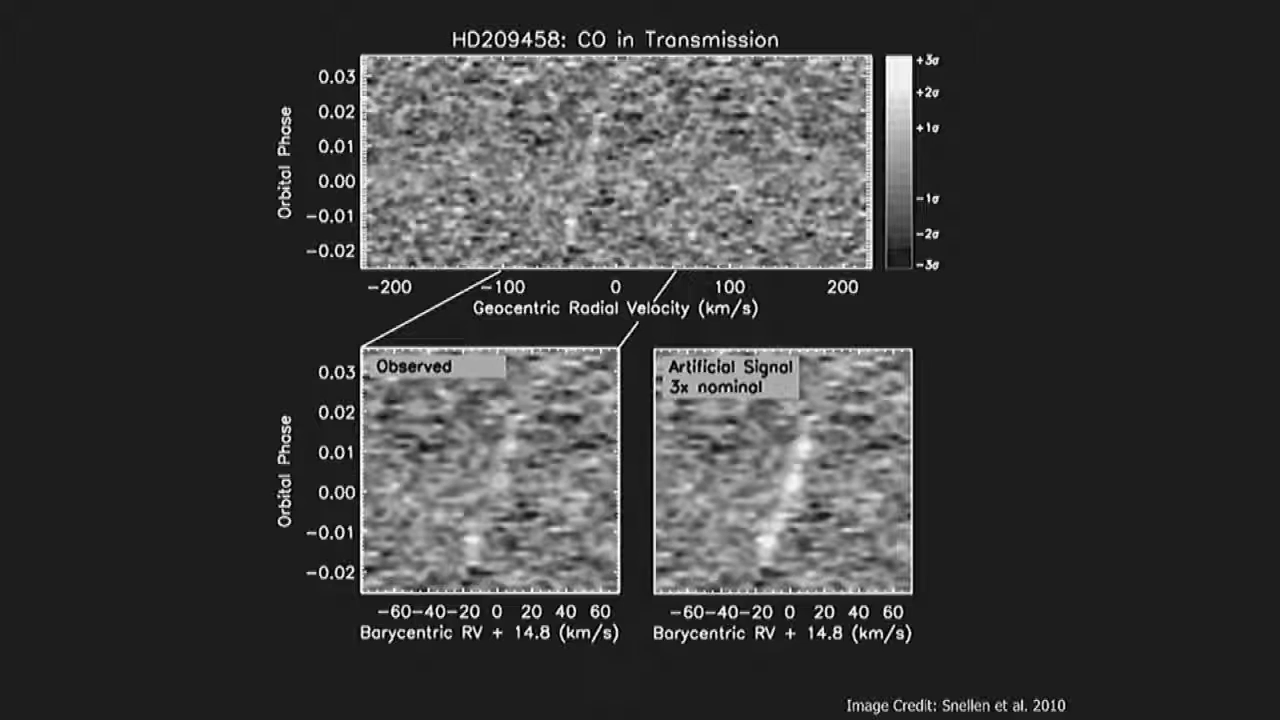 HD209458: CO in Transmission
Orbital Phase
0.03
0.02
0.01
0.00
−0.01
−0.02
+3σ
+2σ
+1σ
−1σ
−2σ
−3σ
−200 −100 0 100 200
Geocentric Radial Velocity (km/s)
Observed
Artificial Signal
3x nominal
Orbital Phase
0.03
0.02
0.01
0.00
−0.01
−0.02
−60−40−20 0 20 40 60
Barycentric RV + 14.8 (km/s)
−60−40−20 0 20 40 60
Barycentric RV + 14.8 (km/s)
Image Credit: Snellen et al. 2010